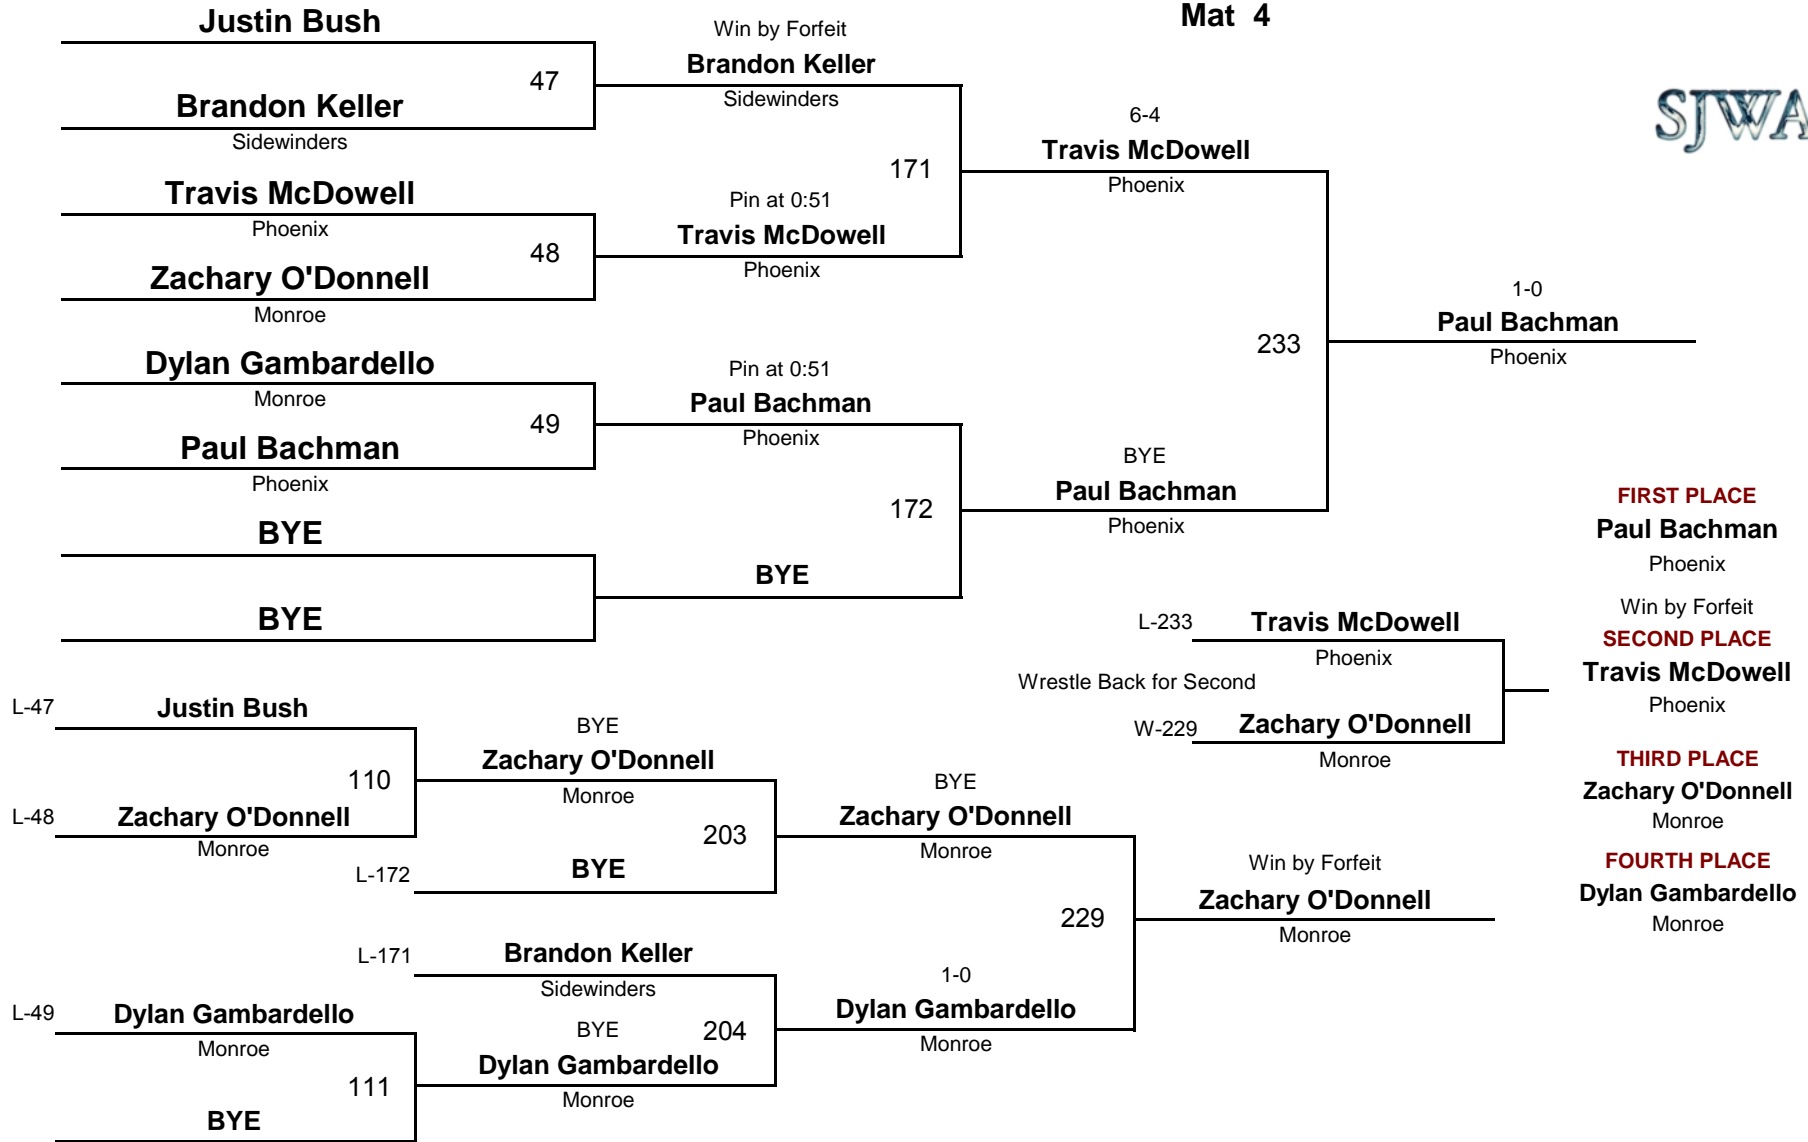 Mat 4
SJWA
Justin Bush
47
Brandon Keller
Sidewinders
Travis McDowell
Phoenix
48
Zachary O'Donnell
Monroe
Dylan Gambardello
Monroe
49
Paul Bachman
Phoenix
BYE
BYE
Win by Forfeit
Brandon Keller
Sidewinders
171
Pin at 0:51
Travis McDowell
Phoenix
Pin at 0:51
Paul Bachman
Phoenix
172
BYE
6-4
Travis McDowell
Phoenix
233
BYE
Paul Bachman
Phoenix
1-0
Paul Bachman
Phoenix
L-233 Travis McDowell
Phoenix
Wrestle Back for Second
W-229 Zachary O'Donnell
Monroe
FIRST PLACE
Paul Bachman
Phoenix
Win by Forfeit
SECOND PLACE
Travis McDowell
Phoenix
THIRD PLACE
Zachary O'Donnell
Monroe
FOURTH PLACE
Dylan Gambardello
Monroe
L-47 Justin Bush
110
L-48 Zachary O'Donnell
Monroe
BYE
Zachary O'Donnell
Monroe
203
L-172 BYE
L-171 Brandon Keller
Sidewinders
L-49 Dylan Gambardello
Monroe
111
BYE
BYE
204
Dylan Gambardello
Monroe
BYE
Zachary O'Donnell
Monroe
229
1-0
Dylan Gambardello
Monroe
Win by Forfeit
Zachary O'Donnell
Monroe